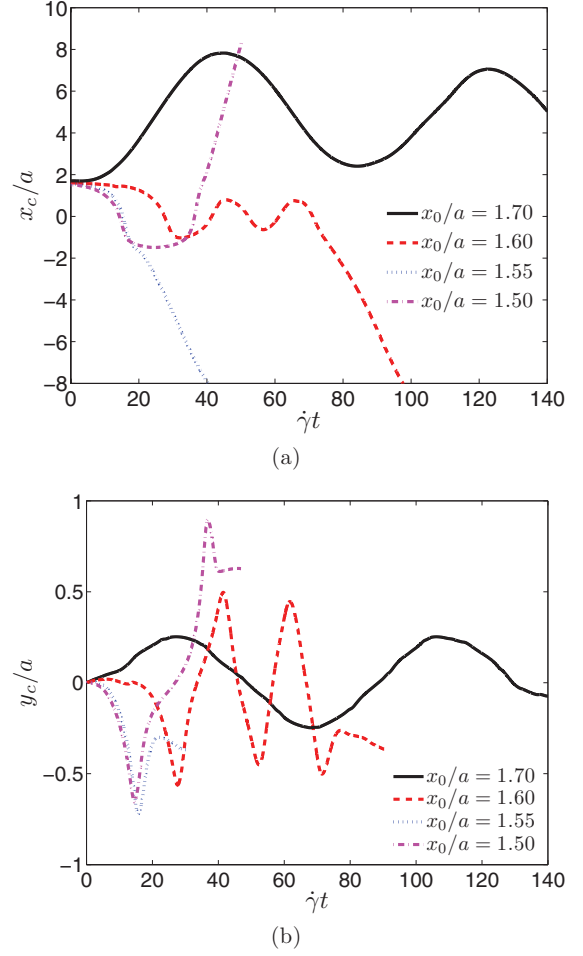 10
8
6
4
2
0
−2
−4
−6
−8
x_c/a
x_0/a = 1.70
x_0/a = 1.60
x_0/a = 1.55
x_0/a = 1.50
0 20 40 60 80 100 120 140
γ̇t
(a)
1
0.5
0
−0.5
−1
y_c/a
x_0/a = 1.70
x_0/a = 1.60
x_0/a = 1.55
x_0/a = 1.50
0 20 40 60 80 100 120 140
γ̇t
(b)